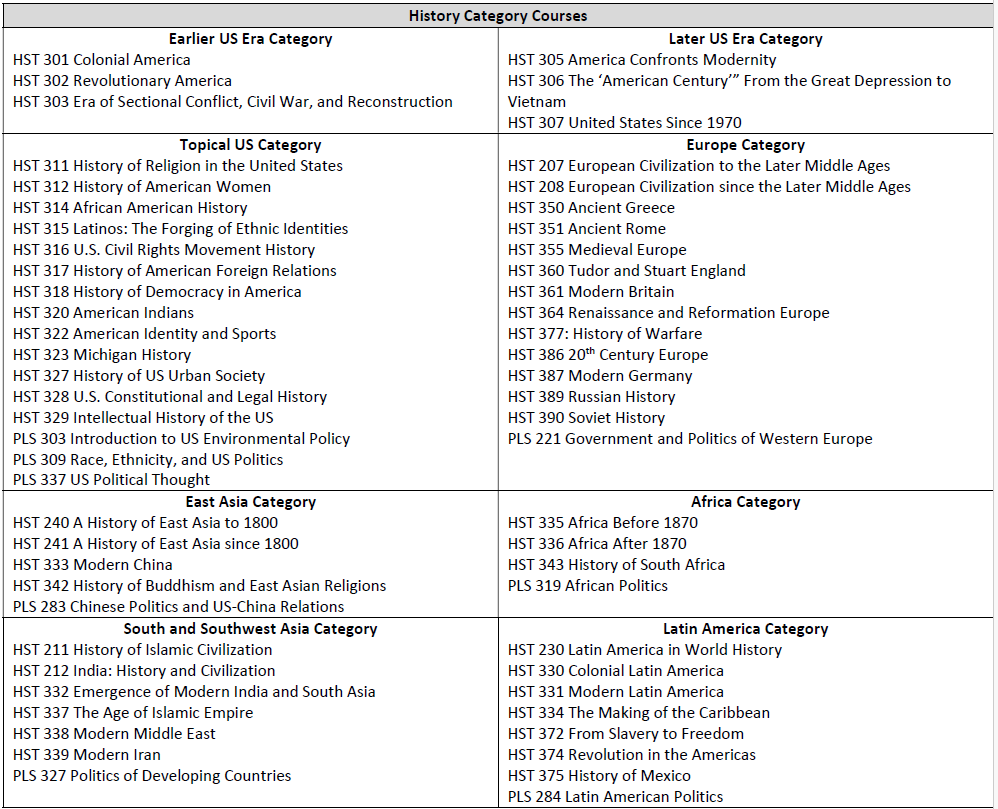 History Category Courses
Earlier US Era Category
HST 301 Colonial America
HST 302 Revolutionary America
HST 303 Era of Sectional Conflict, Civil War, and Reconstruction
Later US Era Category
HST 305 America Confronts Modernity
HST 306 The ‘American Century’” From the Great Depression to
Vietnam
HST 307 United States Since 1970
Topical US Category
HST 311 History of Religion in the United States
HST 312 History of American Women
HST 314 African American History
HST 315 Latinos: The Forging of Ethnic Identities
HST 316 U.S. Civil Rights Movement History
HST 317 History of American Foreign Relations
HST 318 History of Democracy in America
HST 320 American Indians
HST 322 American Identity and Sports
HST 323 Michigan History
HST 327 History of US Urban Society
HST 328 U.S. Constitutional and Legal History
HST 329 Intellectual History of the US
PLS 303 Introduction to US Environmental Policy
PLS 309 Race, Ethnicity, and US Politics
PLS 337 US Political Thought
Europe Category
HST 207 European Civilization to the Later Middle Ages
HST 208 European Civilization since the Later Middle Ages
HST 350 Ancient Greece
HST 351 Ancient Rome
HST 355 Medieval Europe
HST 360 Tudor and Stuart England
HST 361 Modern Britain
HST 364 Renaissance and Reformation Europe
HST 377: History of Warfare
HST 386 20th Century Europe
HST 387 Modern Germany
HST 389 Russian History
HST 390 Soviet History
PLS 221 Government and Politics of Western Europe
East Asia Category
HST 240 A History of East Asia to 1800
HST 241 A History of East Asia since 1800
HST 333 Modern China
HST 342 History of Buddhism and East Asian Religions
PLS 283 Chinese Politics and US-China Relations
Africa Category
HST 335 Africa Before 1870
HST 336 Africa After 1870
HST 343 History of South Africa
PLS 319 African Politics
South and Southwest Asia Category
HST 211 History of Islamic Civilization
HST 212 India: History and Civilization
HST 332 Emergence of Modern India and South Asia
HST 337 The Age of Islamic Empire
HST 338 Modern Middle East
HST 339 Modern Iran
PLS 327 Politics of Developing Countries
Latin America Category
HST 230 Latin America in World History
HST 330 Colonial Latin America
HST 331 Modern Latin America
HST 334 The Making of the Caribbean
HST 372 From Slavery to Freedom
HST 374 Revolution in the Americas
HST 375 History of Mexico
PLS 284 Latin American Politics